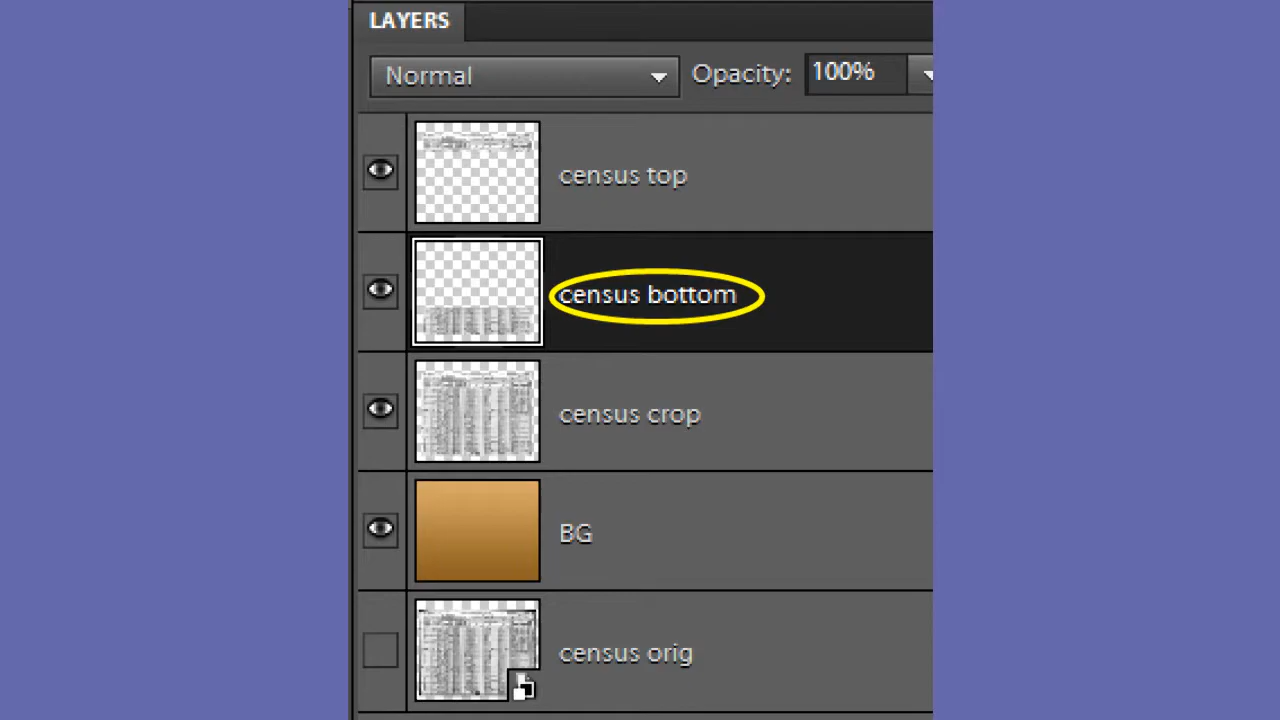 LAYERS
Normal Opacity: 100%
census top
census bottom
census crop
BG
census orig